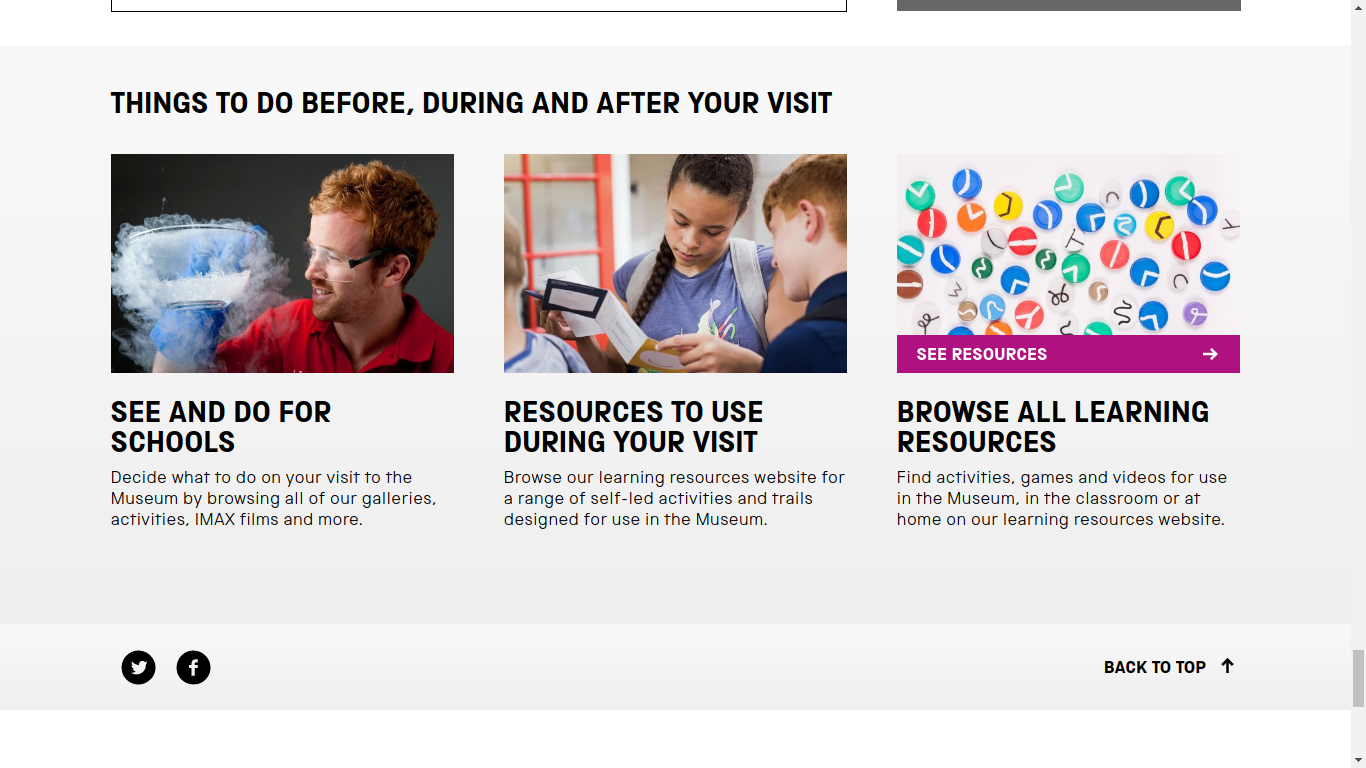 THINGS TO DO BEFORE, DURING AND AFTER YOUR VISIT
SEE RESOURCES
SEE AND DO FOR
SCHOOLS
Decide what to do on your visit to the
Museum by browsing all of our galleries,
activities, IMAX films and more.
RESOURCES TO USE
DURING YOUR VISIT
Browse our learning resources website for
a range of self-led activities and trails
designed for use in the Museum.
BROWSE ALL LEARNING
RESOURCES
Find activities, games and videos for use
in the Museum, in the classroom or at
home on our learning resources website.
BACK TO TOP